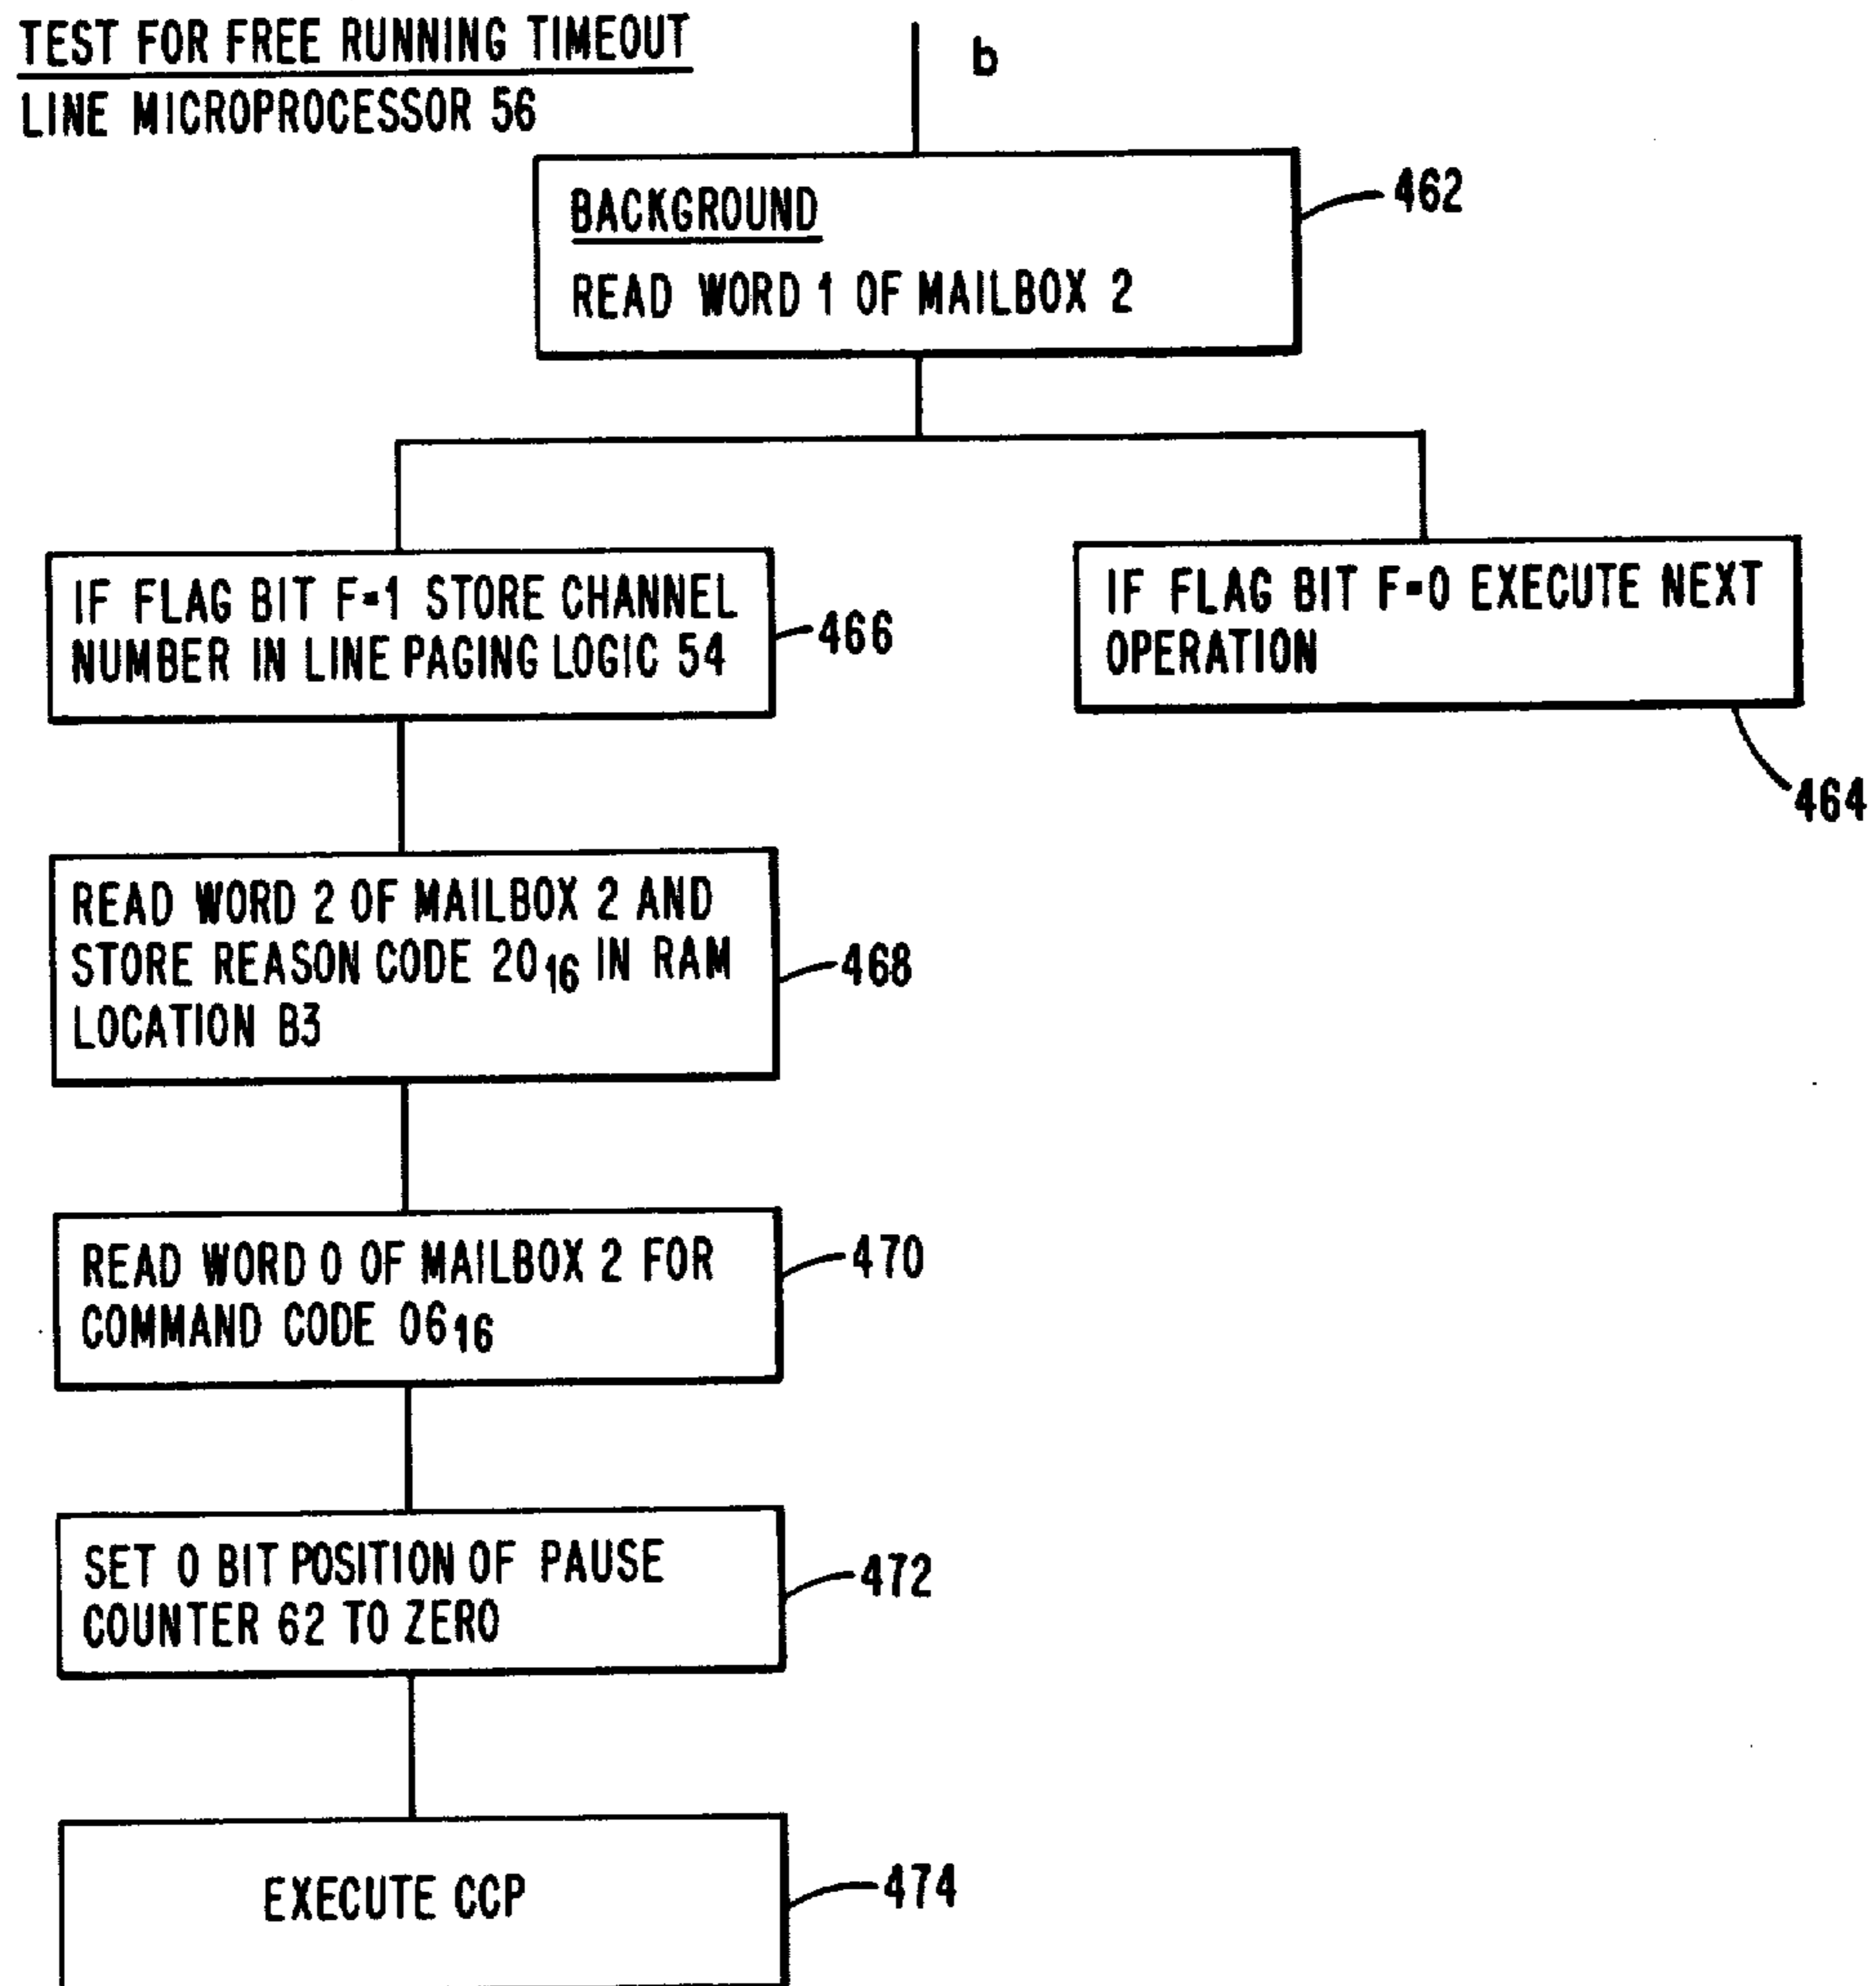 TEST FOR FREE RUNNING TIMEOUT
LINE MICROPROCESSOR 56
b
BACKGROUND
READ WORD 1 OF MAILBOX 2
462
IF FLAG BIT F=1 STORE CHANNEL
NUMBER IN LINE PAGING LOGIC 54
466
IF FLAG BIT F=0 EXECUTE NEXT
OPERATION
464
READ WORD 2 OF MAILBOX 2 AND
STORE REASON CODE 20₁₆ IN RAM
LOCATION B3
468
READ WORD 0 OF MAILBOX 2 FOR
COMMAND CODE 06₁₆
470
SET 0 BIT POSITION OF PAUSE
COUNTER 62 TO ZERO
472
EXECUTE CCP
474